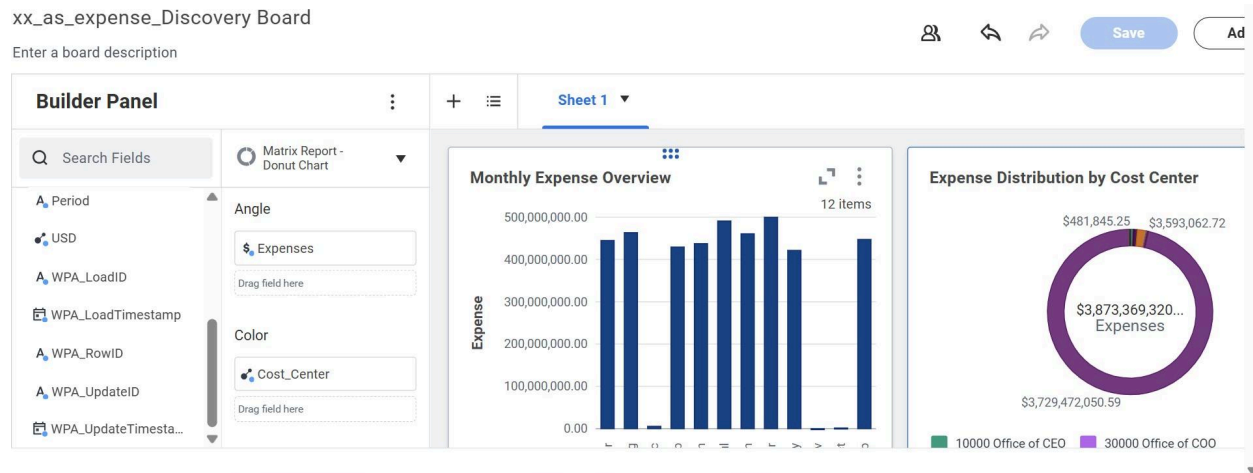 xx_as_expense_Discovery Board
Enter a board description
Save
Ad
Builder Panel
Sheet 1
Search Fields
Matrix Report -
Donut Chart
Period
USD
WPA_LoadID
WPA_LoadTimestamp
WPA_RowID
WPA_UpdateID
WPA_UpdateTimesta...
Angle
Expenses
Drag field here
Color
Cost_Center
Drag field here
Monthly Expense Overview
12 items
500,000,000.00
400,000,000.00
300,000,000.00
200,000,000.00
100,000,000.00
0.00
Expense
Expense Distribution by Cost Center
$481,845.25
$3,593,062.72
$3,873,369,320...
Expenses
$3,729,472,050.59
10000 Office of CEO
30000 Office of COO